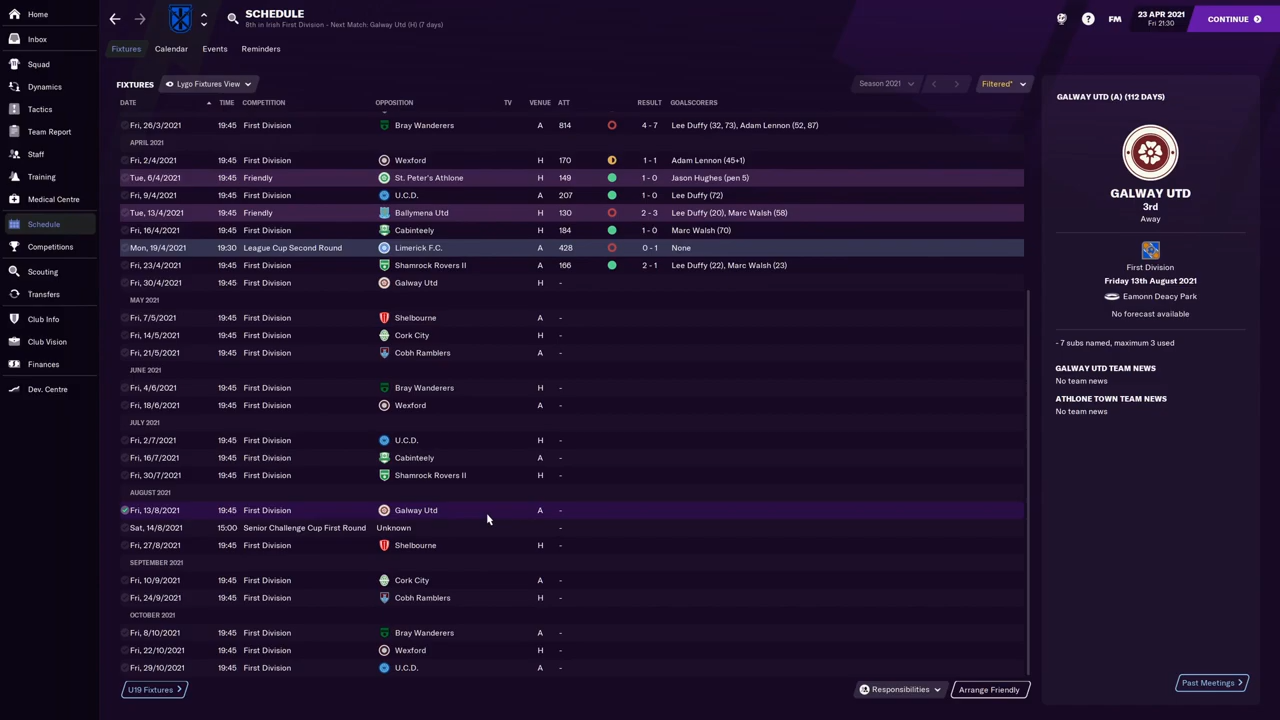 Home
Inbox
Squad
Dynamics
Tactics
Team Report
Staff
Training
Medical Centre
Schedule
Competitions
Scouting
Transfers
Club Info
Club Vision
Finances
Dev. Centre
SCHEDULE
8th in Irish First Division - Next Match: Galway Utd (H) (7 days)
FM
23 APR 2021
Fri 21:30
CONTINUE
Fixtures Calendar Events Reminders
FIXTURES Lygo Fixtures View Season 2021 Filtered*
DATE TIME COMPETITION OPPOSITION TV VENUE ATT RESULT GOALSCORERS
Fri, 26/3/2021 19:45 First Division Bray Wanderers A 814 4 - 7 Lee Duffy (32, 73), Adam Lennon (52, 87)
APRIL 2021
Fri, 2/4/2021 19:45 First Division Wexford H 170 1 - 1 Adam Lennon (45+1)
Tue, 6/4/2021 19:45 Friendly St. Peter's Athlone H 149 1 - 0 Jason Hughes (pen 5)
Fri, 9/4/2021 19:45 First Division U.C.D. A 207 1 - 0 Lee Duffy (72)
Tue, 13/4/2021 19:45 Friendly Ballymena Utd H 130 2 - 3 Lee Duffy (20), Marc Walsh (58)
Fri, 16/4/2021 19:45 First Division Cabinteely H 184 1 - 0 Marc Walsh (70)
Mon, 19/4/2021 19:30 League Cup Second Round Limerick F.C. A 428 0 - 1 None
Fri, 23/4/2021 19:45 First Division Shamrock Rovers II A 166 2 - 1 Lee Duffy (22), Marc Walsh (23)
Fri, 30/4/2021 19:45 First Division Galway Utd H -
MAY 2021
Fri, 7/5/2021 19:45 First Division Shelbourne A -
Fri, 14/5/2021 19:45 First Division Cork City H -
Fri, 21/5/2021 19:45 First Division Cobh Ramblers A -
JUNE 2021
Fri, 4/6/2021 19:45 First Division Bray Wanderers H -
Fri, 18/6/2021 19:45 First Division Wexford A -
JULY 2021
Fri, 2/7/2021 19:45 First Division U.C.D. H -
Fri, 16/7/2021 19:45 First Division Cabinteely A -
Fri, 30/7/2021 19:45 First Division Shamrock Rovers II H -
AUGUST 2021
Fri, 13/8/2021 19:45 First Division Galway Utd A -
Sat, 14/8/2021 15:00 Senior Challenge Cup First Round Unknown -
Fri, 27/8/2021 19:45 First Division Shelbourne H -
SEPTEMBER 2021
Fri, 10/9/2021 19:45 First Division Cork City A -
Fri, 24/9/2021 19:45 First Division Cobh Ramblers H -
OCTOBER 2021
Fri, 8/10/2021 19:45 First Division Bray Wanderers A -
Fri, 22/10/2021 19:45 First Division Wexford H -
Fri, 29/10/2021 19:45 First Division U.C.D. A -
U19 Fixtures Responsibilities Arrange Friendly
GALWAY UTD (A) (112 DAYS)
GALWAY UTD
3rd
Away
First Division
Friday 13th August 2021
Eamonn Deacy Park
No forecast available
- 7 subs named, maximum 3 used
GALWAY UTD TEAM NEWS
No team news
ATHLONE TOWN TEAM NEWS
No team news
Past Meetings